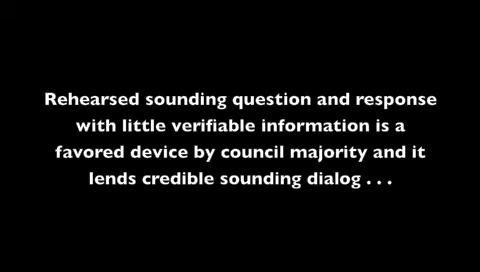 Rehearsed sounding question and response
with little verifiable information is a
favored device by council majority and it
lends credible sounding dialog . . .